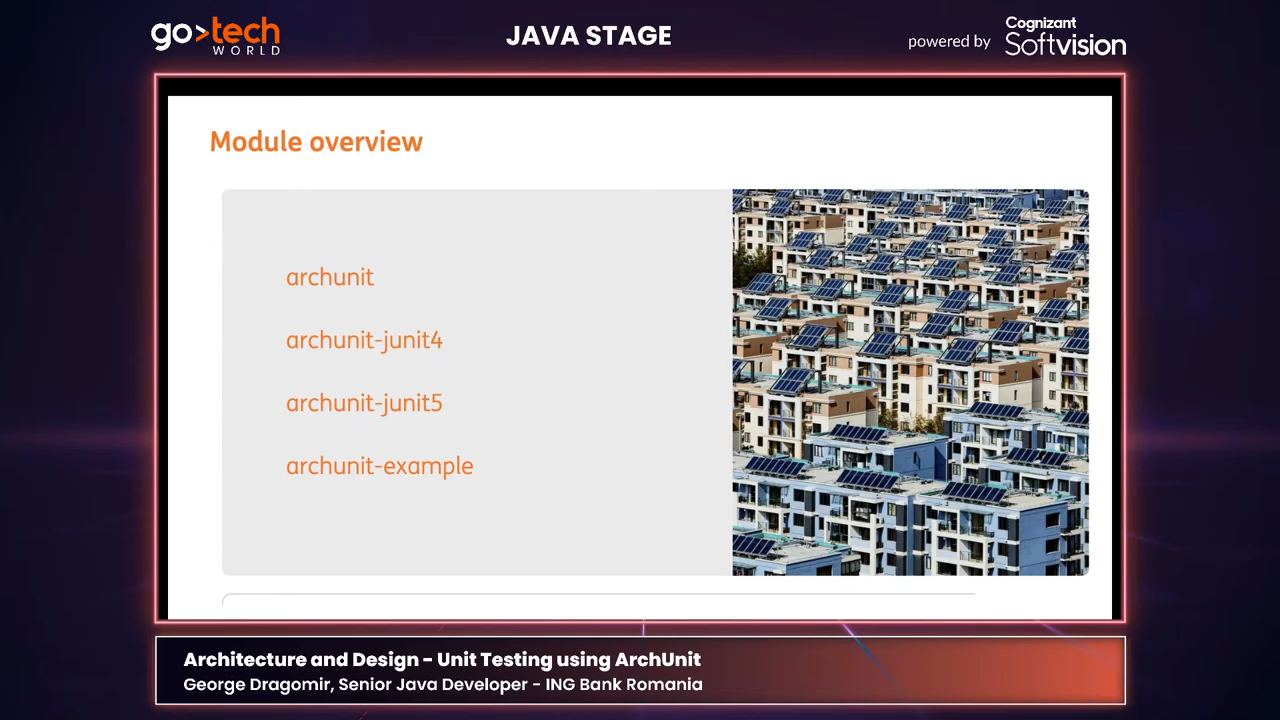 go>tech
WORLD
JAVA STAGE
powered by
Cognizant
Softvision
Module overview
archunit
archunit-junit4
archunit-junit5
archunit-example
Architecture and Design - Unit Testing using ArchUnit
George Dragomir, Senior Java Developer - ING Bank Romania